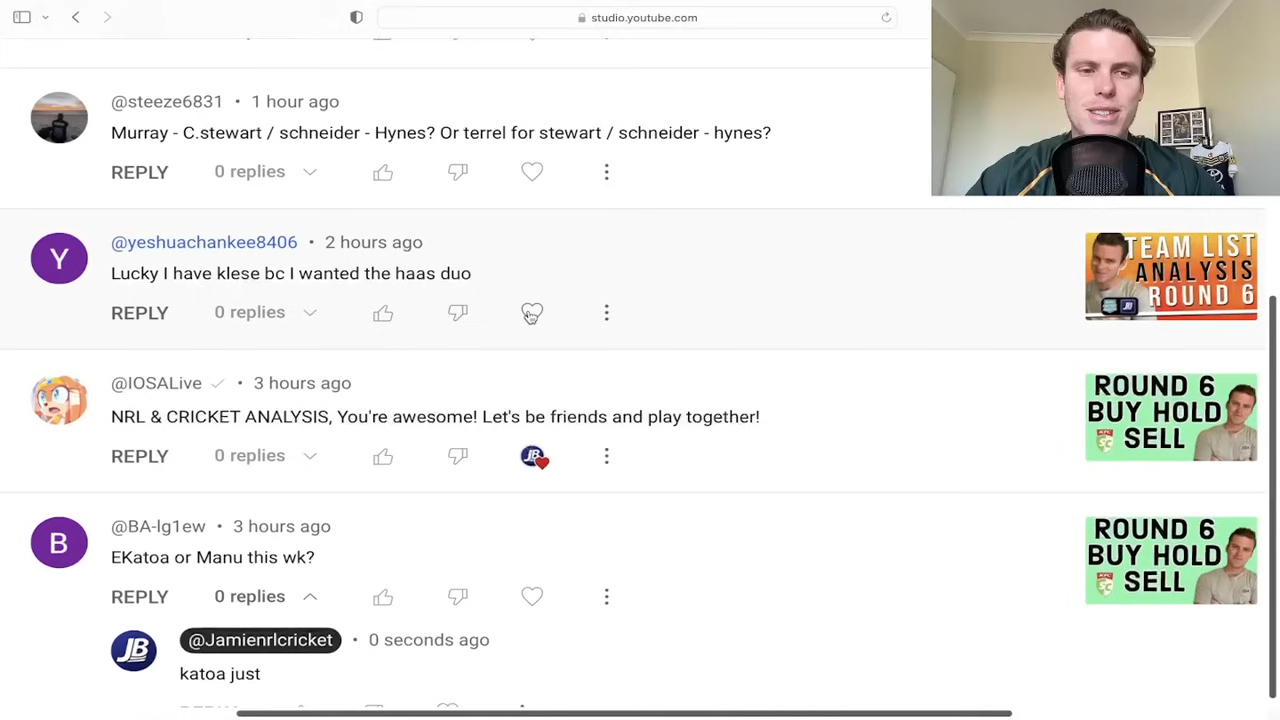 studio.youtube.com
@steeze6831 • 1 hour ago
Murray - C.stewart / schneider - Hynes? Or terrel for stewart / schneider - hynes?
REPLY 0 replies
Y
@yeshuachankee8406 • 2 hours ago
Lucky I have klese bc I wanted the haas duo
REPLY 0 replies
TEAM LIST
ANALYSIS
ROUND 6
@IOSALive • 3 hours ago
NRL & CRICKET ANALYSIS, You're awesome! Let's be friends and play together!
REPLY 0 replies
JB
ROUND 6
BUY HOLD
SC SELL
B
@BA-lg1ew • 3 hours ago
EKatoa or Manu this wk?
REPLY 0 replies
ROUND 6
BUY HOLD
SC SELL
JB
@Jamienrlcricket • 0 seconds ago
katoa just